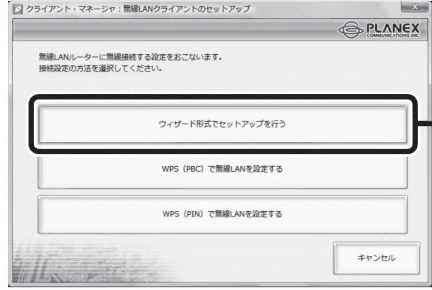 クライアント・マネージャ：無線LANクライアントのセットアップ
PLANEX
COMMUNICATIONS INC.
無線LANルーターに無線接続する設定をおこないます。
接続設定の方法を選択してください。
ウィザード形式でセットアップを行う
WPS（PBC）で無線LANを設定する
WPS（PIN）で無線LANを設定する
キャンセル